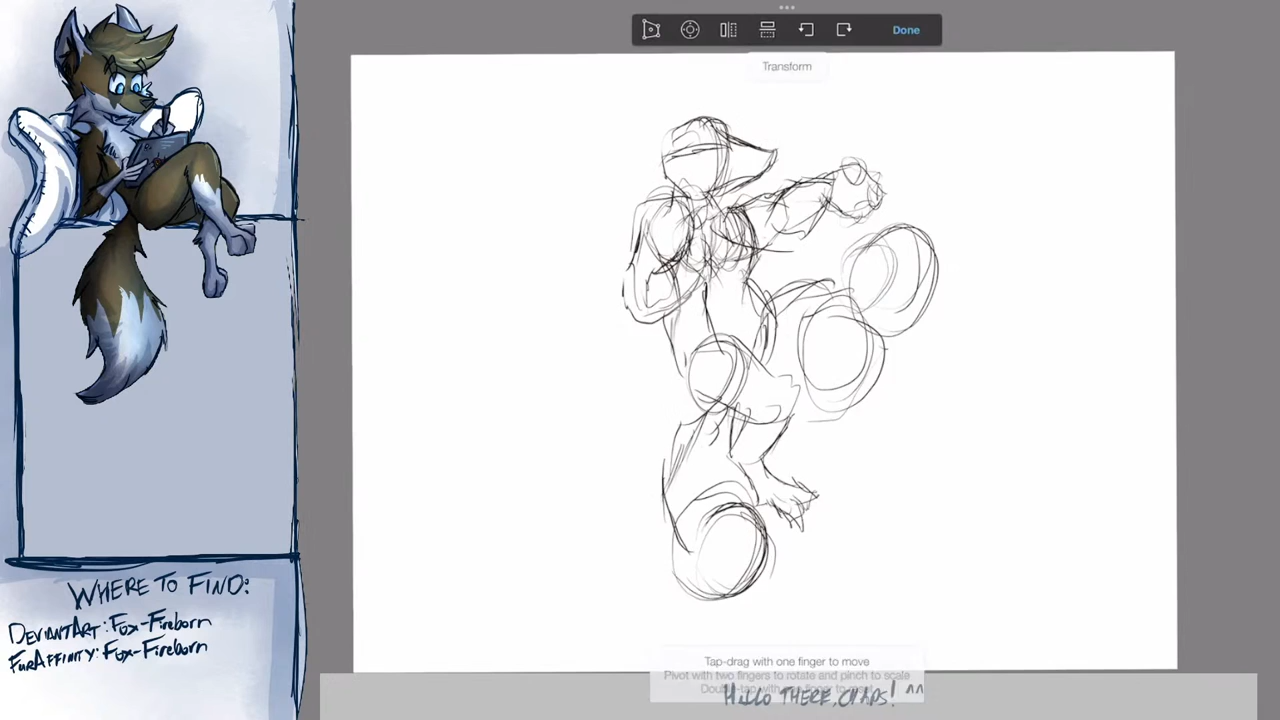 Done
Transform
WHERE TO FIND:
DEVIANTART: FOX-FIREBORN
FURAFFINITY: FOX-FIREBORN
Tap-drag with one finger to move
Pivot with two fingers to rotate and pinch to scale
HELLO THERE, CHAPS! ^^